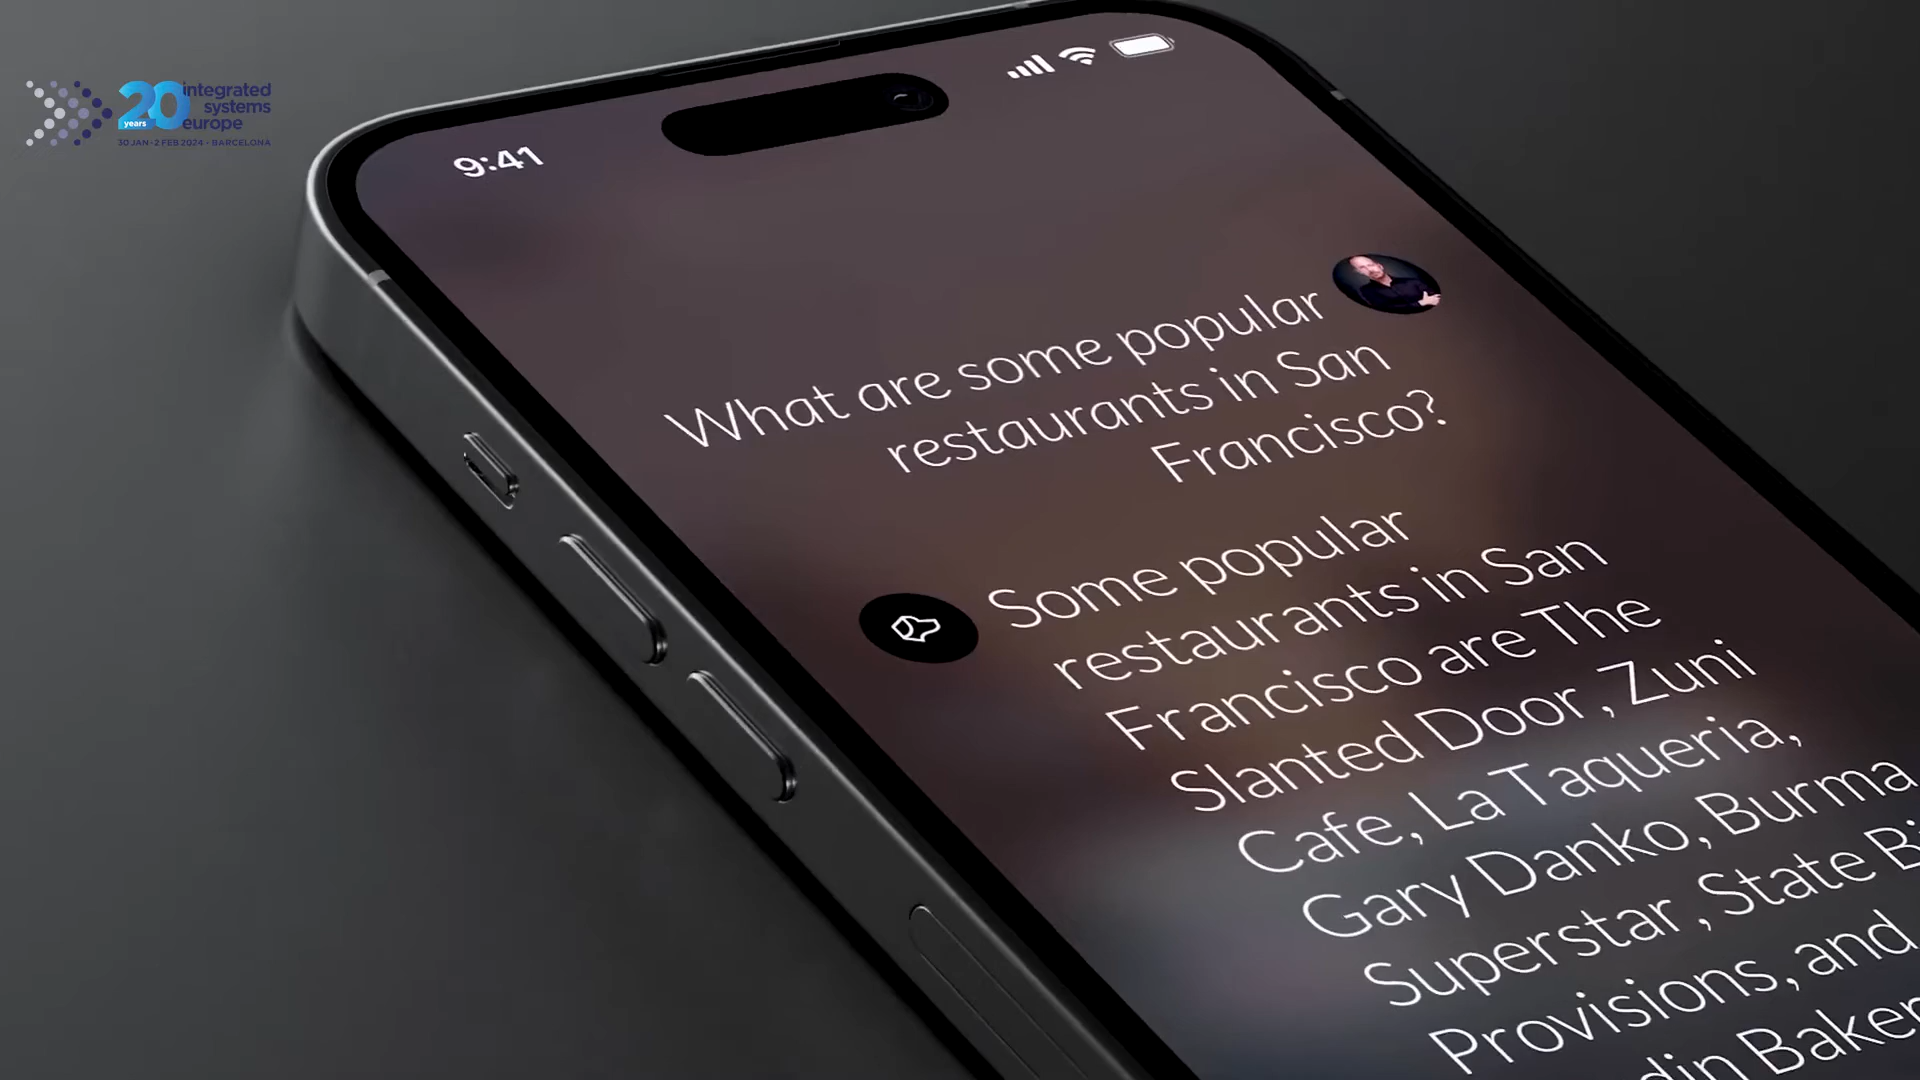 20 years
integrated
systems
europe
30 JAN - 2 FEB 2024 • BARCELONA
9:41
What are some popular
restaurants in San
Francisco?
Some popular
restaurants in San
Francisco are The
Slanted Door, Zuni
Cafe, La Taqueria,
Gary Danko, Burma
Superstar, State
Provisions, and